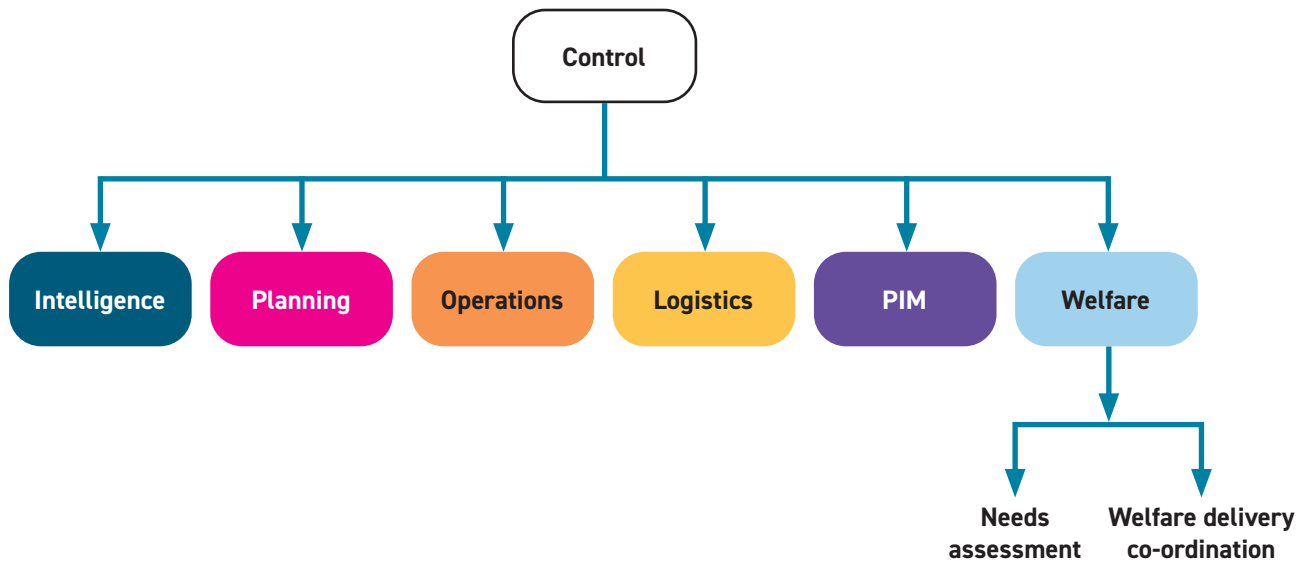 Control
Intelligence
Planning
Operations
Logistics
PIM
Welfare
Needs
assessment
Welfare delivery
co-ordination